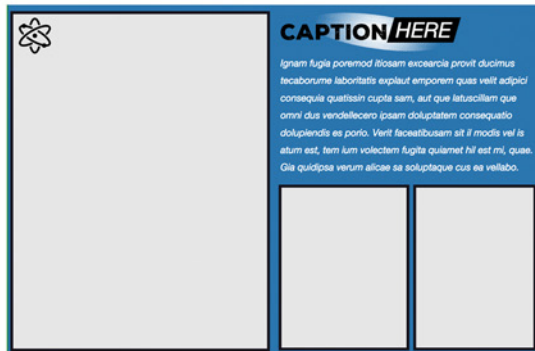 CAPTION HERE
Ignam fugia poremod itiosam excearcia provit ducimus
tecaborume laboritatis explaut emporem quas velit adipici
consequia quatissin cupta sam, aut que latuscillam que
omni dus vendellecero ipsam doluptatem consequatio
dolupiendis es porio. Verit faceatibusam sit il modis vel is
atum est, tem ium volectem fugita quiamet hil est mi, quae.
Gia quidipsa verum alicae sa soluptaque cus ea vellabo.